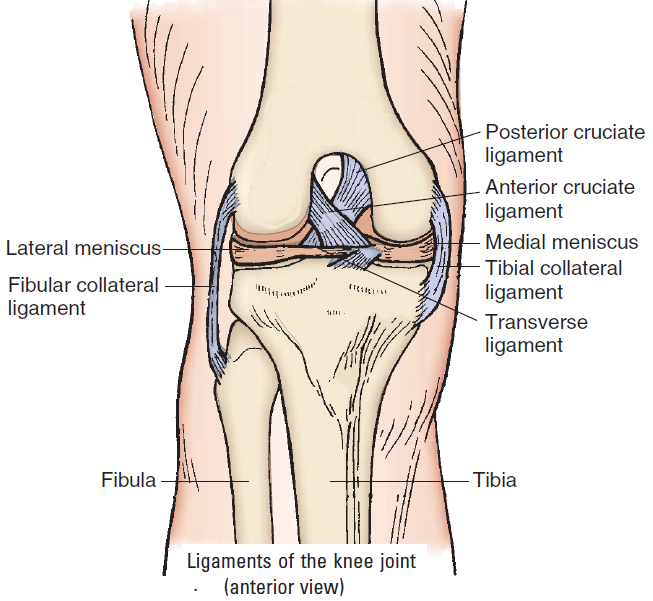 Posterior cruciate
ligament
Anterior cruciate
ligament
Lateral meniscus
Medial meniscus
Fibular collateral
ligament
Tibial collateral
ligament
Transverse
ligament
Fibula
Tibia
Ligaments of the knee joint
. (anterior view)